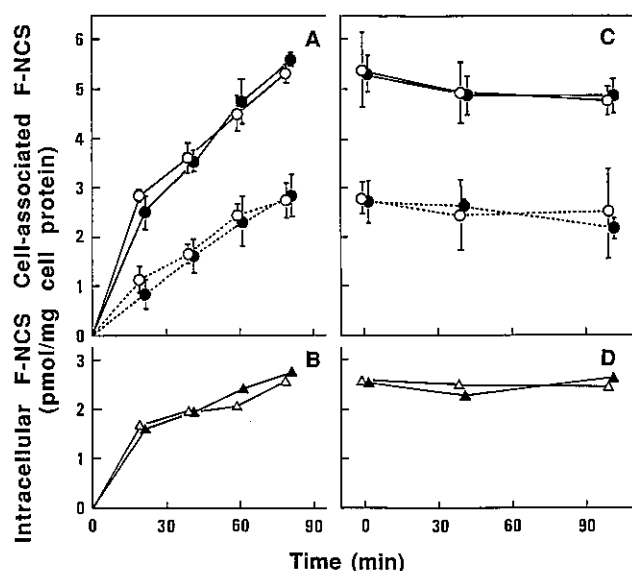 A
C
Cell-associated F-NCS
Intracellular F-NCS
(pmol/mg cell protein)
6
5
4
3
2
1
0
B
D
3
2
1
0
0 30 60 90
0 30 60 90
Time (min)